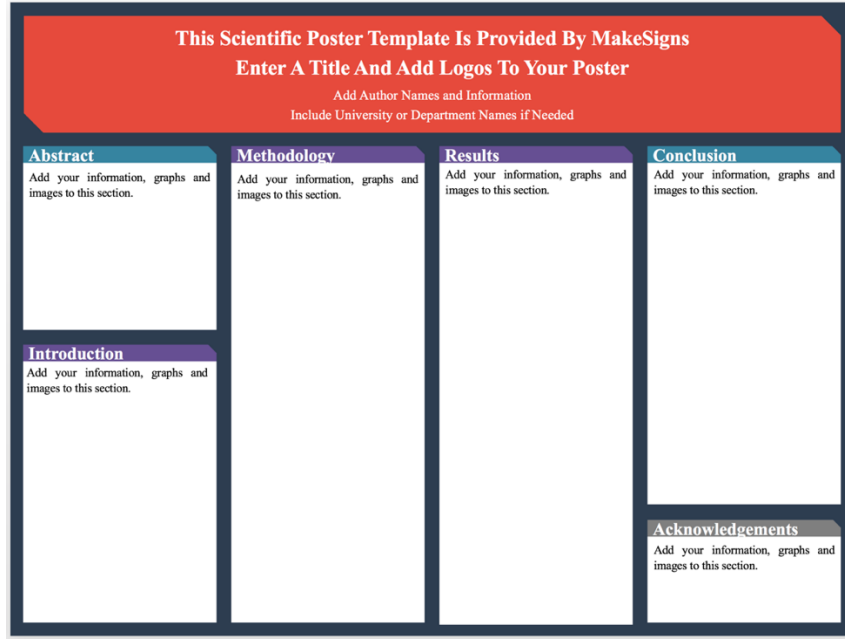 This Scientific Poster Template Is Provided By MakeSigns
Enter A Title And Add Logos To Your Poster
Add Author Names and Information
Include University or Department Names if Needed
Abstract
Add your information, graphs and
images to this section.
Introduction
Add your information, graphs and
images to this section.
Methodology
Add your information, graphs and
images to this section.
Results
Add your information, graphs and
images to this section.
Conclusion
Add your information, graphs and
images to this section.
Acknowledgements
Add your information, graphs and
images to this section.